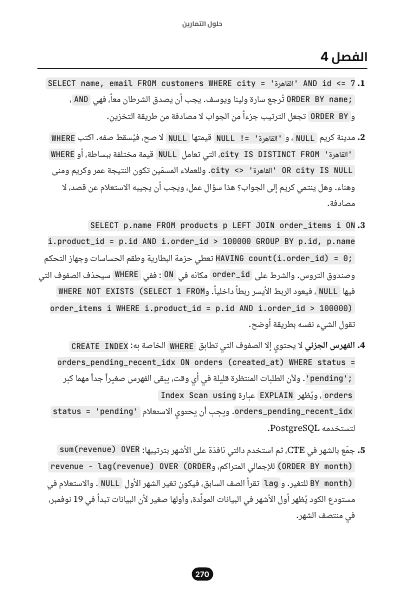 حلول التمارين
الفصل 4
1. SELECT name, email FROM customers WHERE city = 'القاهرة' AND id <= 7
ORDER BY name; تُرجع سارة ولينا ويوسف. يجب أن يصدق الشرطان معاً، فهي AND ،
و ORDER BY تجعل الترتيب جزءاً من الجواب لا مصادفة من طريقة التخزين.
2. مدينة كريم NULL ، و 'القاهرة' =! NULL قيمتها NULL لا صح، فيُسقط صفه. اكتب WHERE
city IS DISTINCT FROM 'القاهرة' ، التي تعامل NULL قيمة مختلفة ببساطة، أو WHERE
city <> 'القاهرة' OR city IS NULL . وللعملاء المسمّين تكون النتيجة عمر وكريم ومنى
وهناء. وهل ينتمي كريم إلى الجواب؟ هذا سؤال عمل، ويجب أن يجيبه الاستعلام عن قصد، لا
مصادفة.
3. SELECT p.name FROM products p LEFT JOIN order_items i ON
i.product_id = p.id AND i.order_id > 100000 GROUP BY p.id, p.name
HAVING count(i.order_id) = 0; تعطي حزمة البطارية وطقم الحساسات وجهاز التحكم
وصندوق التروس. والشرط على order_id مكانه في ON : ففي WHERE سيحذف الصفوف التي
فيها NULL ، فيعود الربط الأيسر ربطاً داخلياً. و WHERE NOT EXISTS (SELECT 1 FROM
order_items i WHERE i.product_id = p.id AND i.order_id > 100000)
تقول الشيء نفسه بطريقة أوضح.
4. الفهرس الجزئي لا يحتوي إلا الصفوف التي تطابق WHERE الخاصة به: CREATE INDEX
orders_pending_recent_idx ON orders (created_at) WHERE status =
'pending'; . ولأن الطلبات المنتظرة قليلة في أي وقت، يبقى الفهرس صغيراً جداً مهما كبر
orders ، ويُظهر EXPLAIN عبارة Index Scan using
orders_pending_recent_idx . ويجب أن يحتوي الاستعلام status = 'pending'
لتستخدمه PostgreSQL.
5. جمّع بالشهر في CTE، ثم استخدم دالتي نافذة على الأشهر بترتيبها: sum(revenue) OVER
(ORDER BY month) للإجمالي المتراكم، و revenue - lag(revenue) OVER (ORDER
BY month) للتغير. و lag تقرأ الصف السابق، فيكون تغير الشهر الأول NULL . والاستعلام في
مستودع الكود يُظهر أول الأشهر في البيانات المولَّدة، وأولها صغير لأن البيانات تبدأ في 19 نوفمبر،
في منتصف الشهر.
270